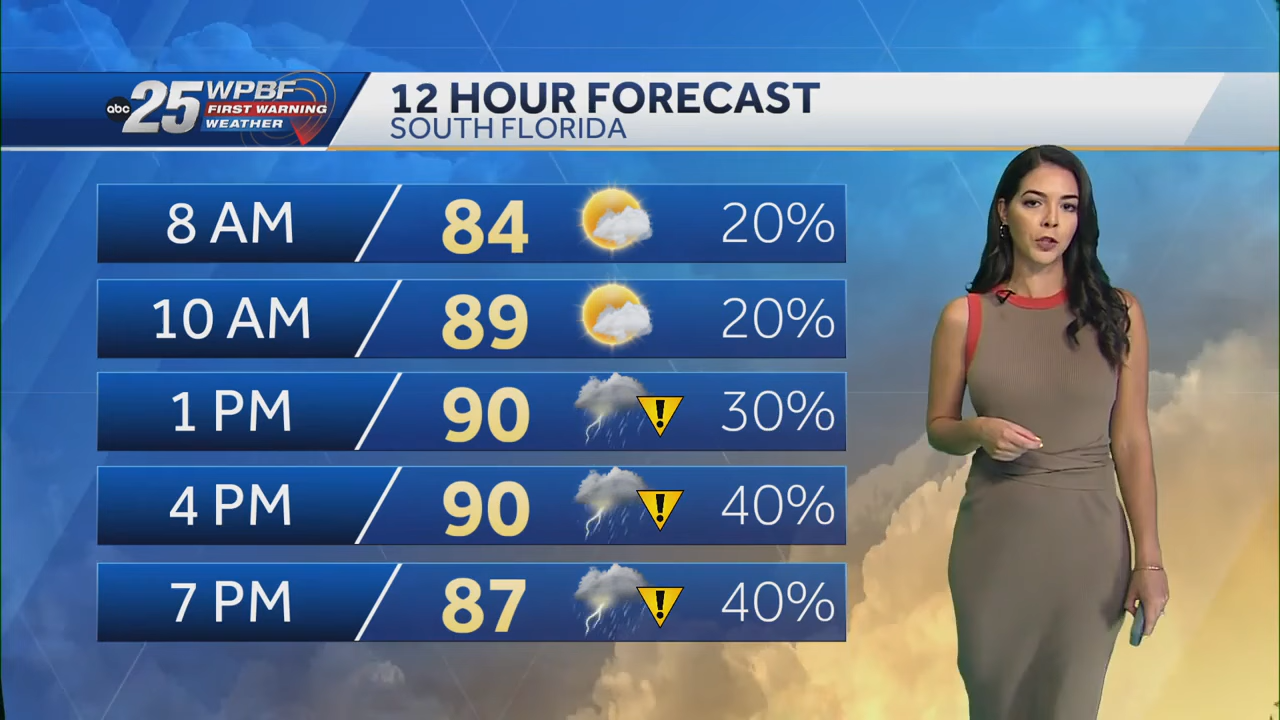 abc 25 WPBF
FIRST WARNING
WEATHER
12 HOUR FORECAST
SOUTH FLORIDA
8 AM 84 20%
10 AM 89 20%
1 PM 90 ! 30%
4 PM 90 ! 40%
7 PM 87 ! 40%